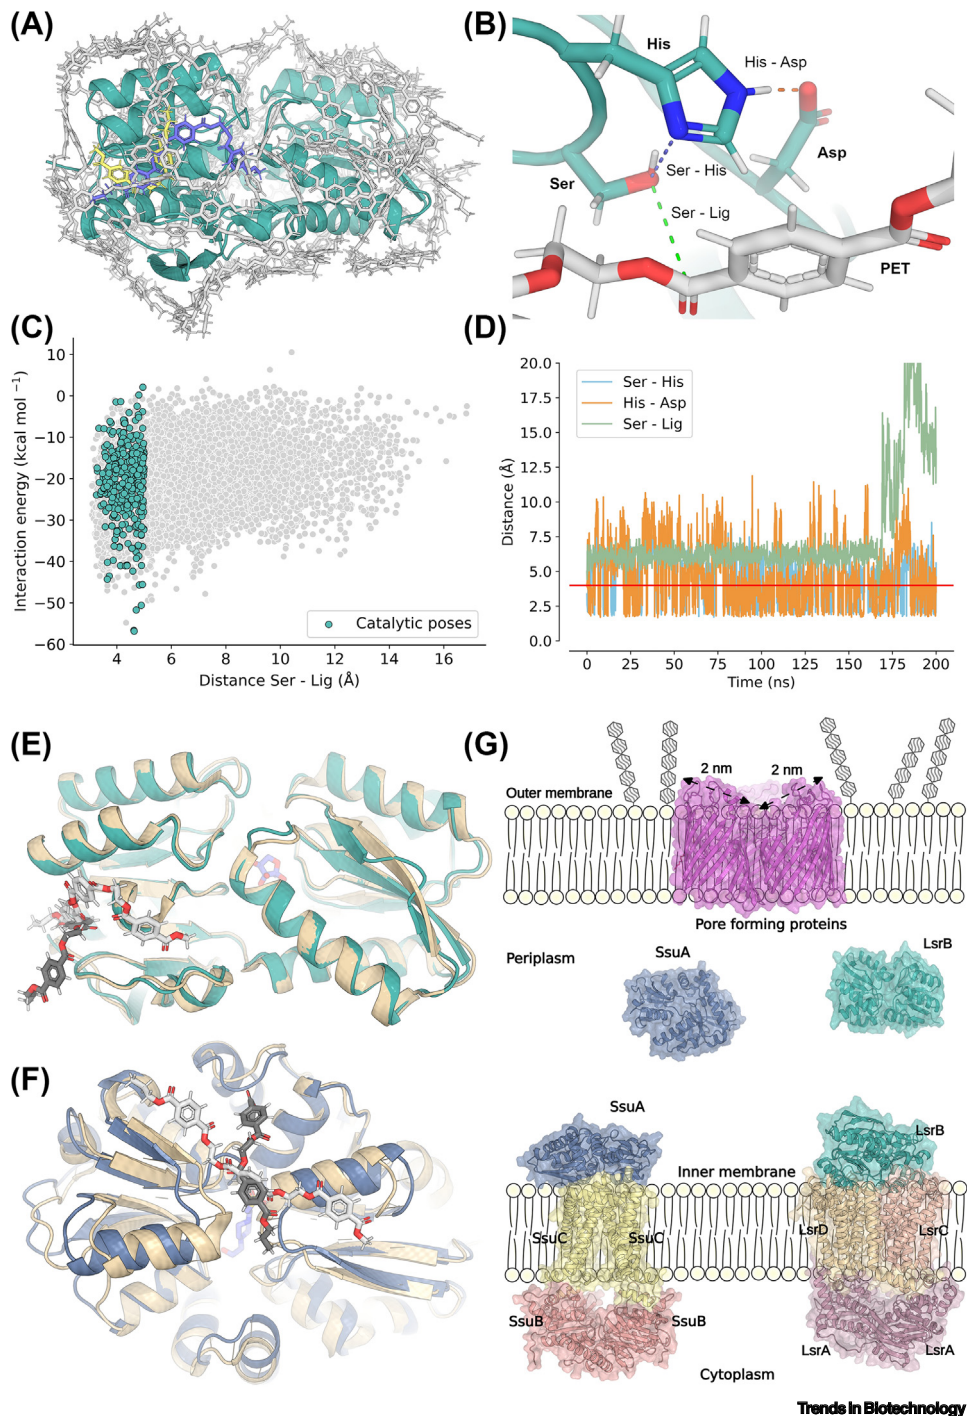 (A)
(B)
His
His - Asp
Ser - His
Asp
Ser
Ser - Lig
PET
(C)
Interaction energy (kcal mol −1)
10
0
−10
−20
−30
−40
−50
−60
Catalytic poses
4 6 8 10 12 14 16
Distance Ser - Lig (Å)
(D)
Distance (Å)
20.0
17.5
15.0
12.5
10.0
7.5
5.0
2.5
0.0
Ser - His
His - Asp
Ser - Lig
0 25 50 75 100 125 150 175 200
Time (ns)
(E)
(F)
(G)
2 nm 2 nm
Outer membrane
Pore forming proteins
Periplasm
SsuA
LsrB
SsuA
LsrB
Inner membrane
SsuC SsuC
LsrD LsrC
SsuB SsuB
LsrA LsrA
Cytoplasm
Trends in Biotechnology